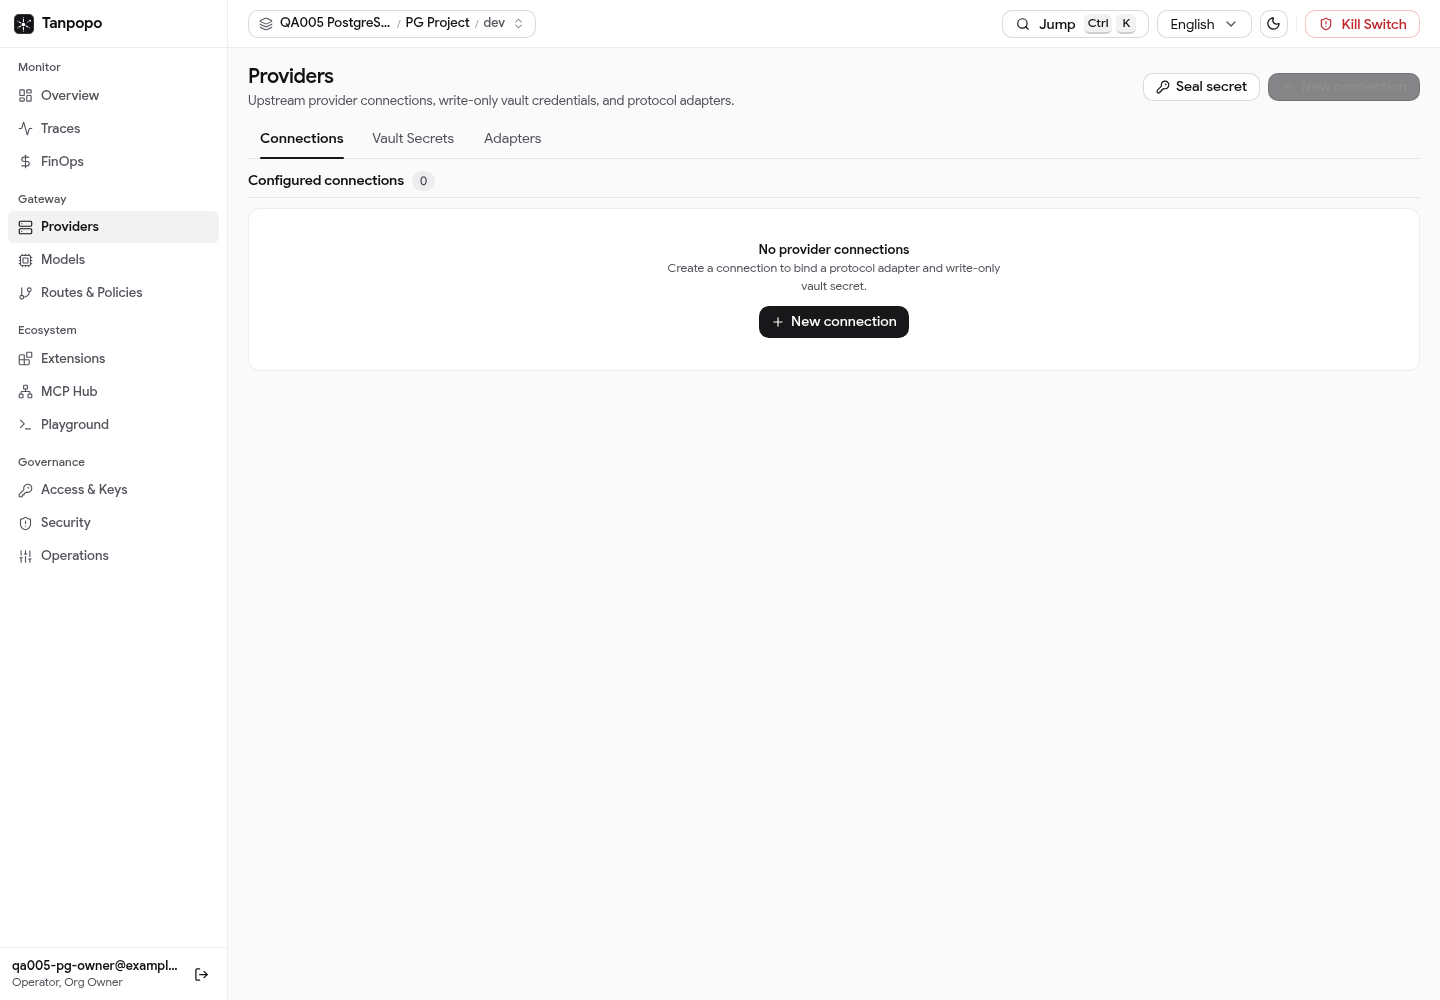 Tanpopo
QA005 PostgreS... / PG Project / dev
Jump Ctrl K
English
Kill Switch
Monitor
Overview
Traces
FinOps
Gateway
Providers
Models
Routes & Policies
Ecosystem
Extensions
MCP Hub
Playground
Governance
Access & Keys
Security
Operations
qa005-pg-owner@exampl...
Operator, Org Owner
Providers
Upstream provider connections, write-only vault credentials, and protocol adapters.
Seal secret
New connection
Connections
Vault Secrets
Adapters
Configured connections 0
No provider connections
Create a connection to bind a protocol adapter and write-only
vault secret.
New connection